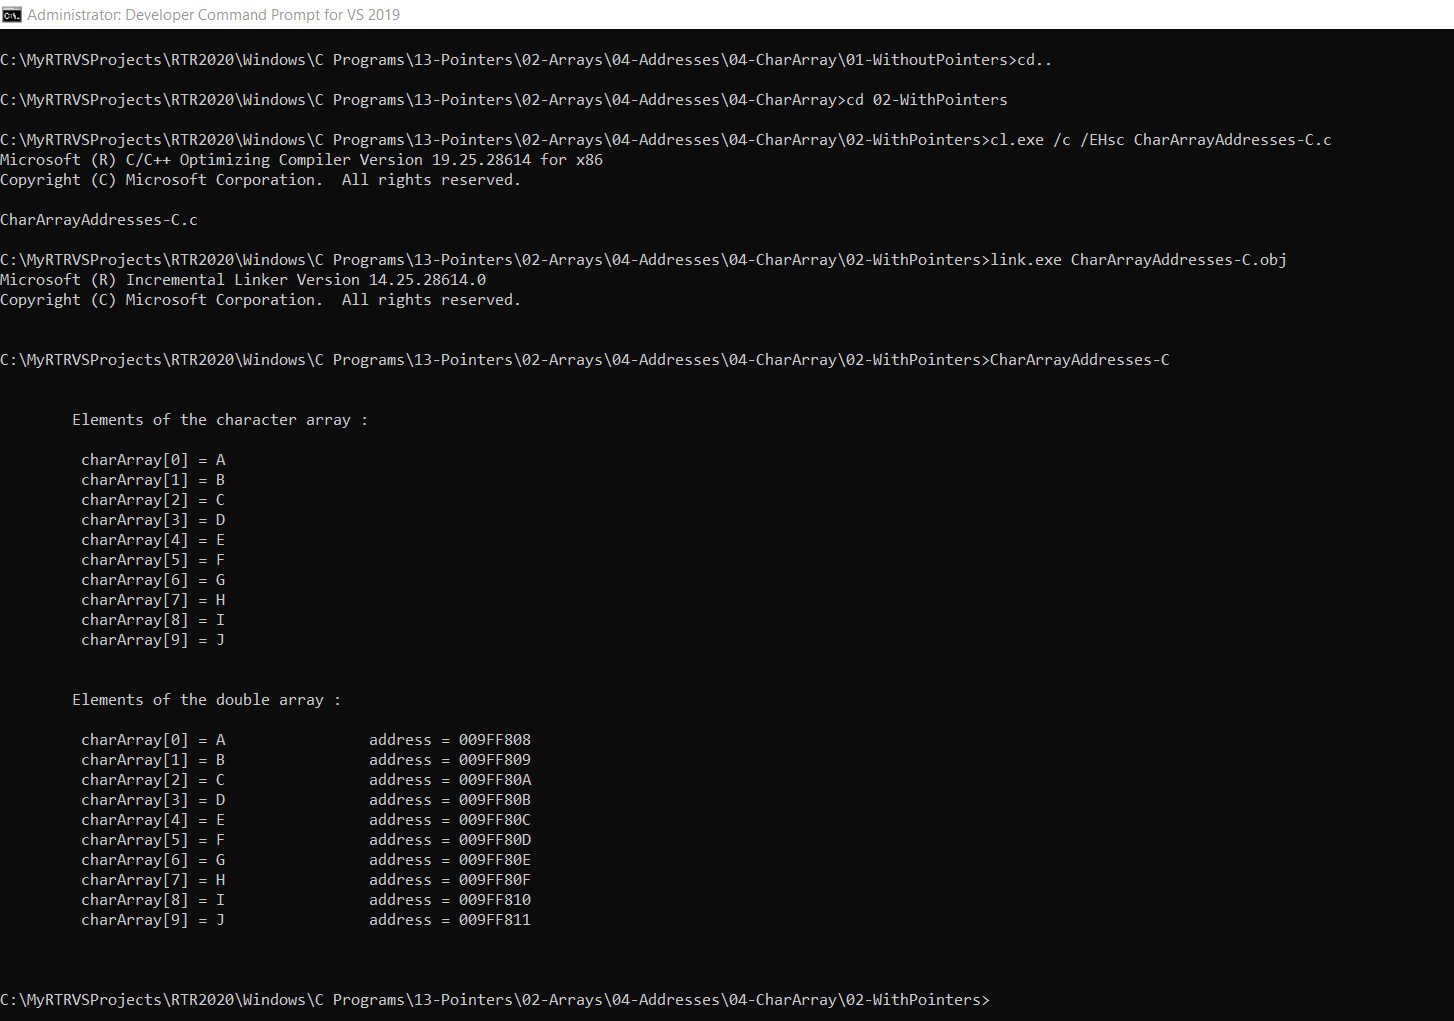 Administrator: Developer Command Prompt for VS 2019
C:\MyRTRVSProjects\RTR2020\Windows\C Programs\13-Pointers\02-Arrays\04-Addresses\04-CharArray\01-WithoutPointers>cd..
C:\MyRTRVSProjects\RTR2020\Windows\C Programs\13-Pointers\02-Arrays\04-Addresses\04-CharArray>cd 02-WithPointers
C:\MyRTRVSProjects\RTR2020\Windows\C Programs\13-Pointers\02-Arrays\04-Addresses\04-CharArray\02-WithPointers>cl.exe /c /EHsc CharArrayAddresses-C.c
Microsoft (R) C/C++ Optimizing Compiler Version 19.25.28614 for x86
Copyright (C) Microsoft Corporation.  All rights reserved.
CharArrayAddresses-C.c
C:\MyRTRVSProjects\RTR2020\Windows\C Programs\13-Pointers\02-Arrays\04-Addresses\04-CharArray\02-WithPointers>link.exe CharArrayAddresses-C.obj
Microsoft (R) Incremental Linker Version 14.25.28614.0
Copyright (C) Microsoft Corporation.  All rights reserved.
C:\MyRTRVSProjects\RTR2020\Windows\C Programs\13-Pointers\02-Arrays\04-Addresses\04-CharArray\02-WithPointers>CharArrayAddresses-C
Elements of the character array :
charArray[0] = A
charArray[1] = B
charArray[2] = C
charArray[3] = D
charArray[4] = E
charArray[5] = F
charArray[6] = G
charArray[7] = H
charArray[8] = I
charArray[9] = J
Elements of the double array :
charArray[0] = A                address = 009FF808
charArray[1] = B                address = 009FF809
charArray[2] = C                address = 009FF80A
charArray[3] = D                address = 009FF80B
charArray[4] = E                address = 009FF80C
charArray[5] = F                address = 009FF80D
charArray[6] = G                address = 009FF80E
charArray[7] = H                address = 009FF80F
charArray[8] = I                address = 009FF810
charArray[9] = J                address = 009FF811
C:\MyRTRVSProjects\RTR2020\Windows\C Programs\13-Pointers\02-Arrays\04-Addresses\04-CharArray\02-WithPointers>